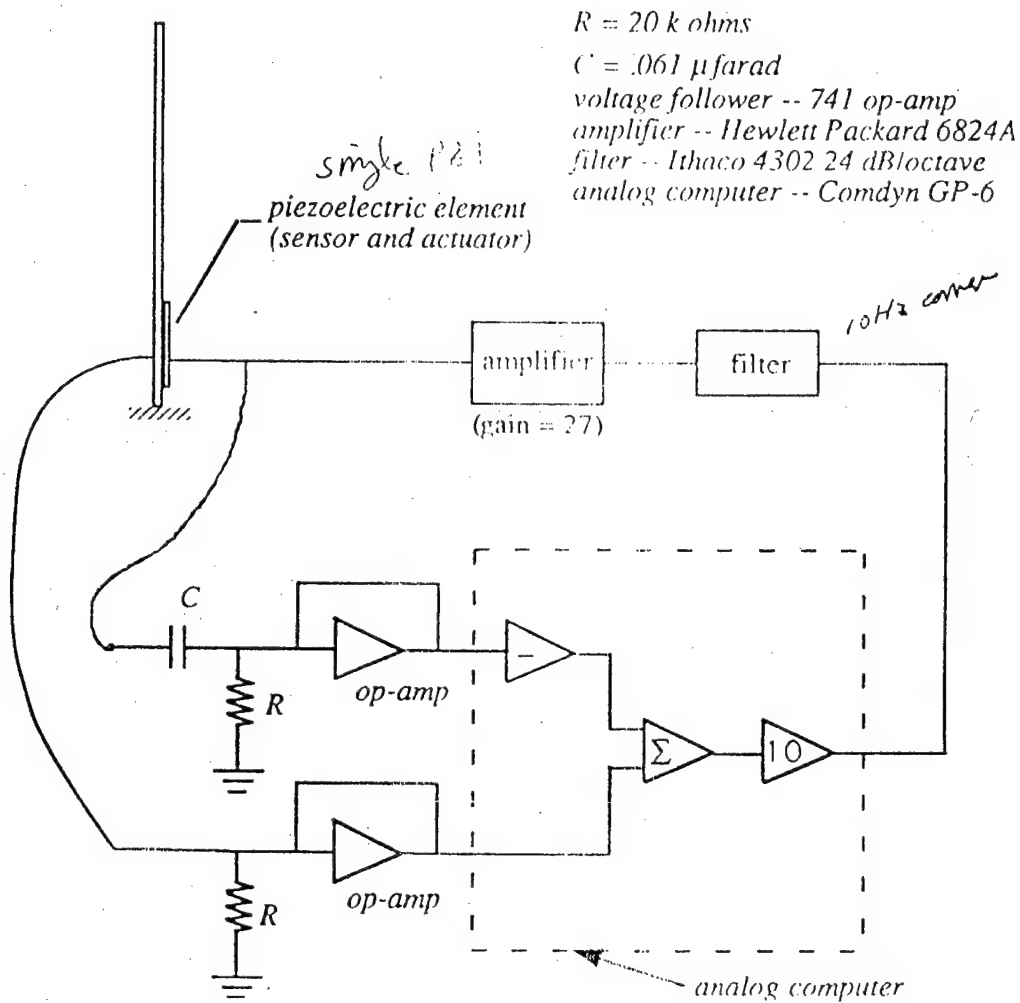 R = 20 k ohms
C = .061 μfarad
voltage follower -- 741 op-amp
amplifier -- Hewlett Packard 6824A
filter -- Ithaco 4302 24 dB/octave
analog computer -- Comdyn GP-6
single
piezoelectric element
(sensor and actuator)
10Hz corner
amplifier
filter
(gain = 27)
C
-
R
op-amp
Σ
10
R
op-amp
analog computer